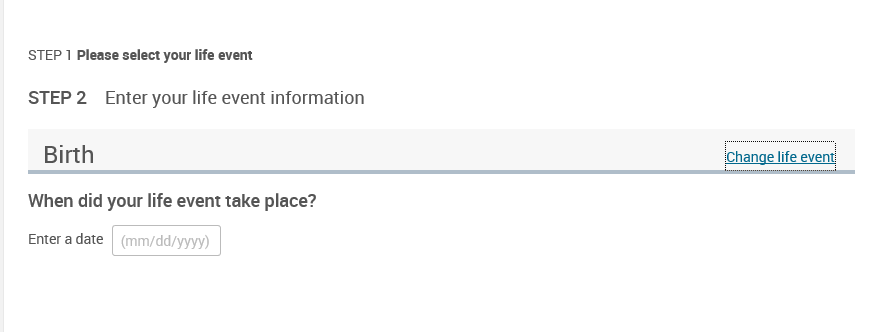 STEP 1 Please select your life event
STEP 2 Enter your life event information
Birth Change life event
When did your life event take place?
Enter a date (mm/dd/yyyy)